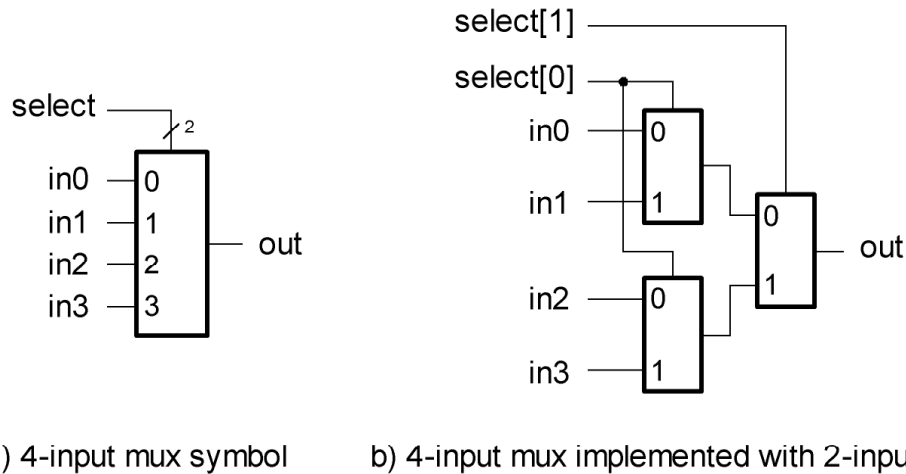 select
2
in0
in1
in2
in3
0
1
2
3
out
select[1]
select[0]
in0
in1
in2
in3
0
1
0
1
0
1
out
) 4-input mux symbol
b) 4-input mux implemented with 2-inpu